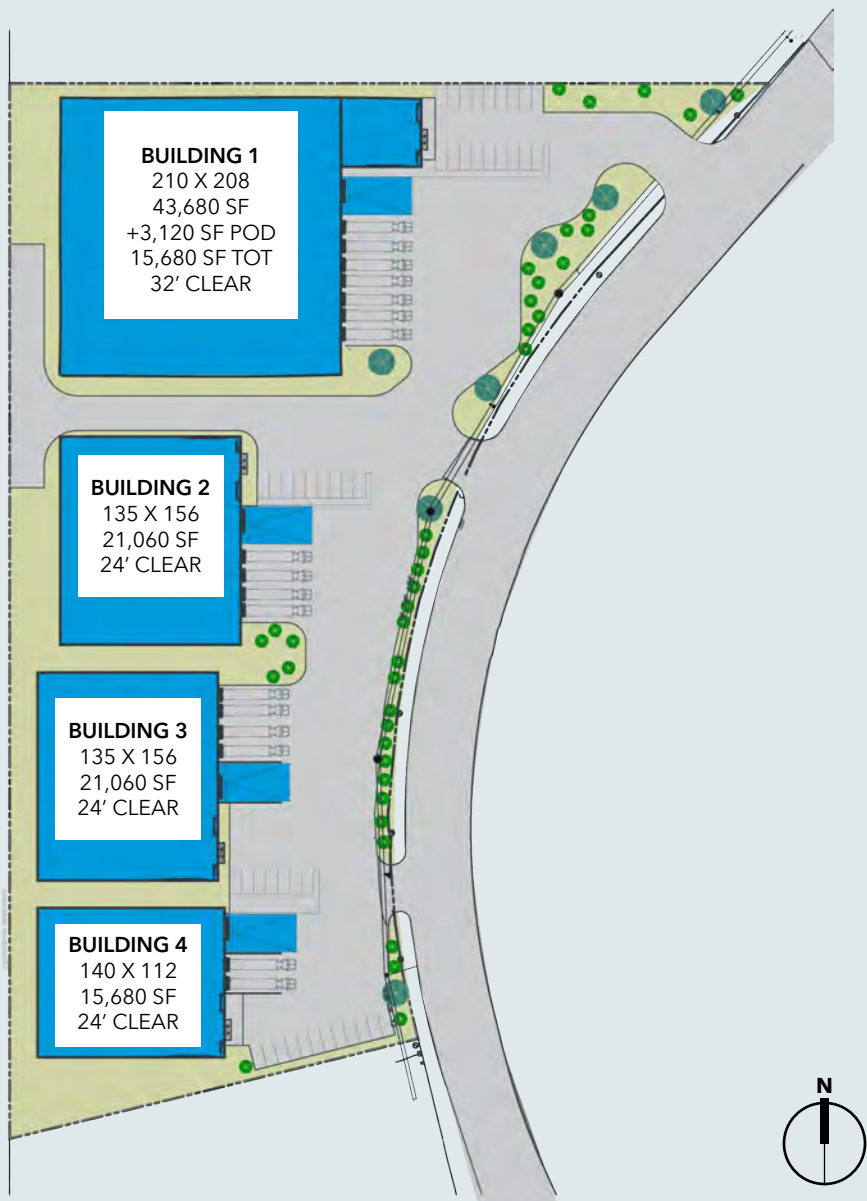 BUILDING 1
210 X 208
43,680 SF
+3,120 SF POD
15,680 SF TOT
32' CLEAR
BUILDING 2
135 X 156
21,060 SF
24' CLEAR
BUILDING 3
135 X 156
21,060 SF
24' CLEAR
BUILDING 4
140 X 112
15,680 SF
24' CLEAR
N